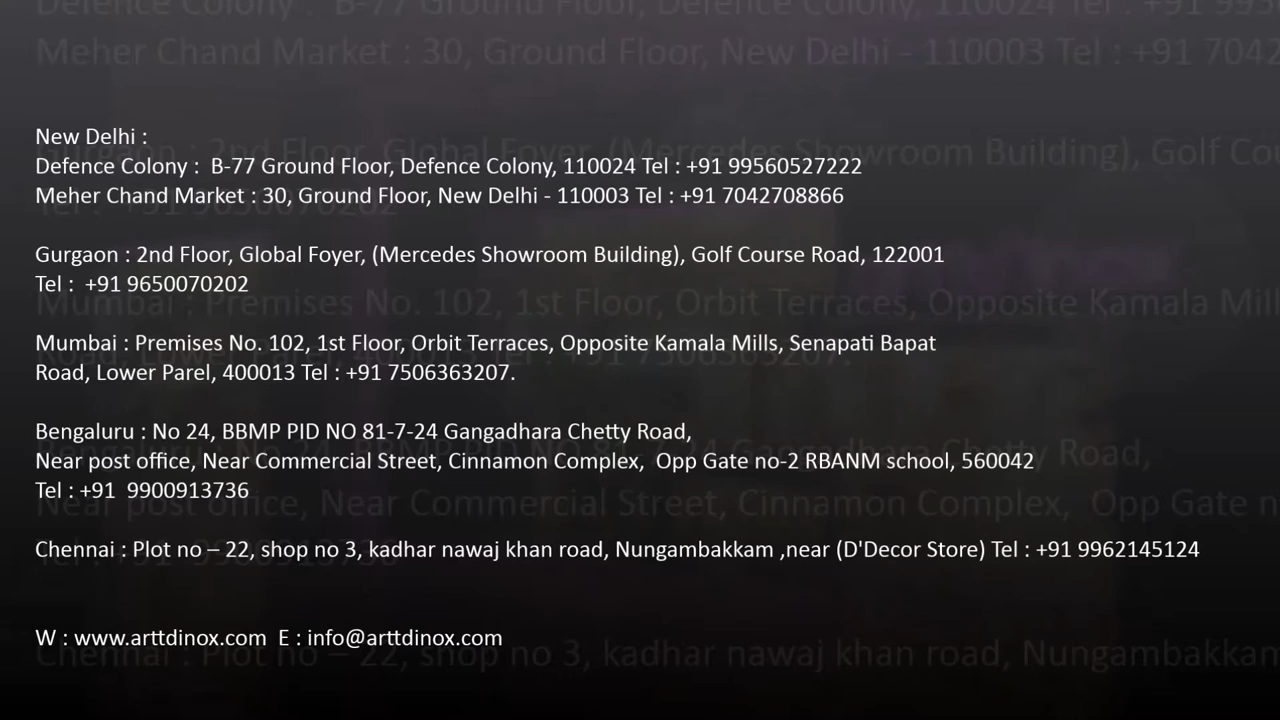 New Delhi :
Defence Colony :  B-77 Ground Floor, Defence Colony, 110024 Tel : +91 99560527222
Meher Chand Market : 30, Ground Floor, New Delhi - 110003 Tel : +91 7042708866
Gurgaon : 2nd Floor, Global Foyer, (Mercedes Showroom Building), Golf Course Road, 122001
Tel :  +91 9650070202
Mumbai : Premises No. 102, 1st Floor, Orbit Terraces, Opposite Kamala Mills, Senapati Bapat
Road, Lower Parel, 400013 Tel : +91 7506363207.
Bengaluru : No 24, BBMP PID NO 81-7-24 Gangadhara Chetty Road,
Near post office, Near Commercial Street, Cinnamon Complex,  Opp Gate no-2 RBANM school, 560042
Tel : +91  9900913736
Chennai : Plot no – 22, shop no 3, kadhar nawaj khan road, Nungambakkam ,near (D'Decor Store) Tel : +91 9962145124
W : www.arttdinox.com  E : info@arttdinox.com